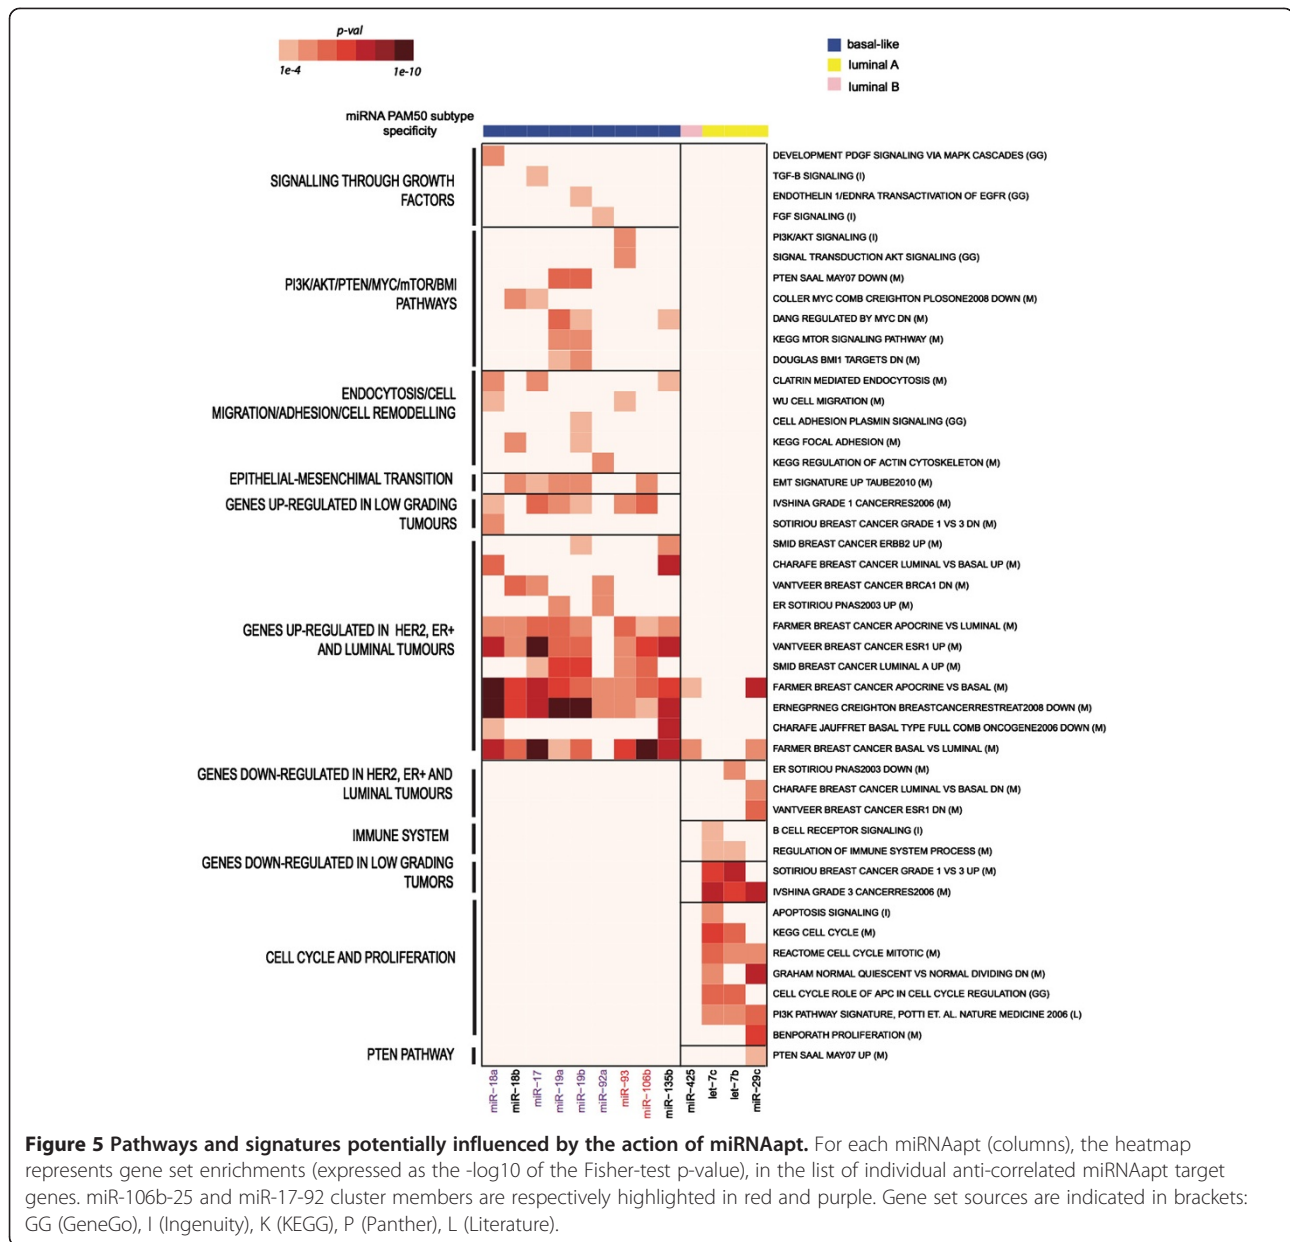 p-val
1e-4
1e-10
basal-like
luminal A
luminal B
miRNA PAM50 subtype
specificity
SIGNALLING THROUGH GROWTH
FACTORS
DEVELOPMENT PDGF SIGNALING VIA MAPK CASCADES (GG)
TGF-B SIGNALING (I)
ENDOTHELIN 1/EDNRA TRANSACTIVATION OF EGFR (GG)
FGF SIGNALING (I)
PI3K/AKT/PTEN/MYC/mTOR/BMI
PATHWAYS
PI3K/AKT SIGNALING (I)
SIGNAL TRANSDUCTION AKT SIGNALING (GG)
PTEN SAAL MAY07 DOWN (M)
COLLER MYC COMB CREIGHTON PLOSONE2008 DOWN (M)
DANG REGULATED BY MYC DN (M)
KEGG MTOR SIGNALING PATHWAY (M)
DOUGLAS BMI1 TARGETS DN (M)
ENDOCYTOSIS/CELL
MIGRATION/ADHESION/CELL REMODELLING
CLATRIN MEDIATED ENDOCYTOSIS (M)
WU CELL MIGRATION (M)
CELL ADHESION PLASMIN SIGNALING (GG)
KEGG FOCAL ADHESION (M)
KEGG REGULATION OF ACTIN CYTOSKELETON (M)
EPITHELIAL-MESENCHIMAL TRANSITION
EMT SIGNATURE UP TAUBE2010 (M)
GENES UP-REGULATED IN LOW GRADING
TUMOURS
IVSHINA GRADE 1 CANCERRES2006 (M)
SOTIRIOU BREAST CANCER GRADE 1 VS 3 DN (M)
GENES UP-REGULATED IN HER2, ER+
AND LUMINAL TUMOURS
SMID BREAST CANCER ERBB2 UP (M)
CHARAFE BREAST CANCER LUMINAL VS BASAL UP (M)
VANTVEER BREAST CANCER BRCA1 DN (M)
ER SOTIRIOU PNAS2003 UP (M)
FARMER BREAST CANCER APOCRINE VS LUMINAL (M)
VANTVEER BREAST CANCER ESR1 UP (M)
SMID BREAST CANCER LUMINAL A UP (M)
FARMER BREAST CANCER APOCRINE VS BASAL (M)
ERNEGPRNEG CREIGHTON BREASTCANCERRESTREAT2008 DOWN (M)
CHARAFE JAUFFRET BASAL TYPE FULL COMB ONCOGENE2006 DOWN (M)
FARMER BREAST CANCER BASAL VS LUMINAL (M)
GENES DOWN-REGULATED IN HER2, ER+ AND
LUMINAL TUMOURS
ER SOTIRIOU PNAS2003 DOWN (M)
CHARAFE BREAST CANCER LUMINAL VS BASAL DN (M)
VANTVEER BREAST CANCER ESR1 DN (M)
IMMUNE SYSTEM
B CELL RECEPTOR SIGNALING (I)
REGULATION OF IMMUNE SYSTEM PROCESS (M)
GENES DOWN-REGULATED IN LOW GRADING
TUMORS
SOTIRIOU BREAST CANCER GRADE 1 VS 3 UP (M)
IVSHINA GRADE 3 CANCERRES2006 (M)
CELL CYCLE AND PROLIFERATION
APOPTOSIS SIGNALING (I)
KEGG CELL CYCLE (M)
REACTOME CELL CYCLE MITOTIC (M)
GRAHAM NORMAL QUIESCENT VS NORMAL DIVIDING DN (M)
CELL CYCLE ROLE OF APC IN CELL CYCLE REGULATION (GG)
PI3K PATHWAY SIGNATURE, POTTI ET. AL. NATURE MEDICINE 2006 (L)
BENPORATH PROLIFERATION (M)
PTEN PATHWAY
PTEN SAAL MAY07 UP (M)
miR-18a
miR-18b
miR-17
miR-19a
miR-19b
miR-92a
miR-93
miR-106b
miR-135b
miR-425
let-7c
let-7b
miR-29c
Figure 5 Pathways and signatures potentially influenced by the action of miRNAapt. For each miRNAapt (columns), the heatmap
represents gene set enrichments (expressed as the -log10 of the Fisher-test p-value), in the list of individual anti-correlated miRNAapt target
genes. miR-106b-25 and miR-17-92 cluster members are respectively highlighted in red and purple. Gene set sources are indicated in brackets:
GG (GeneGo), I (Ingenuity), K (KEGG), P (Panther), L (Literature).